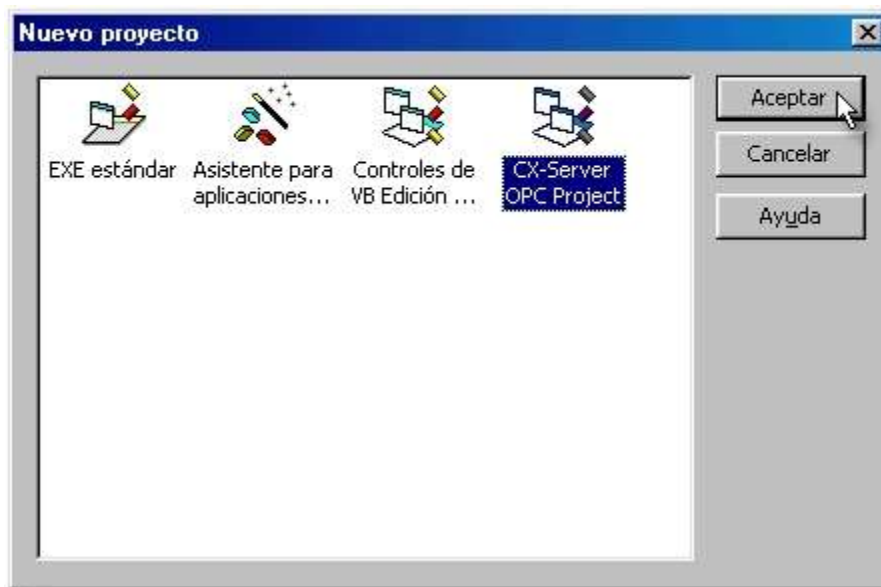 Nuevo proyecto
EXE estándar
Asistente para
aplicaciones...
Controles de
VB Edición ...
CX-Server
OPC Project
Aceptar
Cancelar
Ayuda